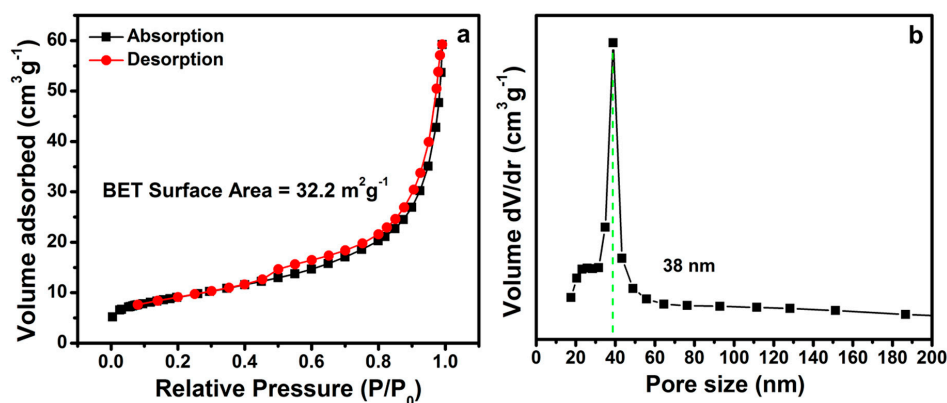 a
Absorption
Desorption
BET Surface Area = 32.2 m²g⁻¹
Volume adsorbed (cm³g⁻¹)
60
50
40
30
20
10
0
0.0 0.2 0.4 0.6 0.8 1.0
Relative Pressure (P/P₀)
b
38 nm
Volume dV/dr (cm³g⁻¹)
0 20 40 60 80 100 120 140 160 180 200
Pore size (nm)